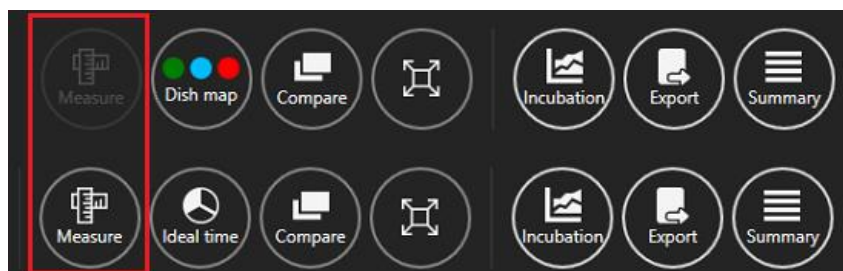 Measure Dish map Compare Incubation Export Summary
Measure Ideal time Compare Incubation Export Summary